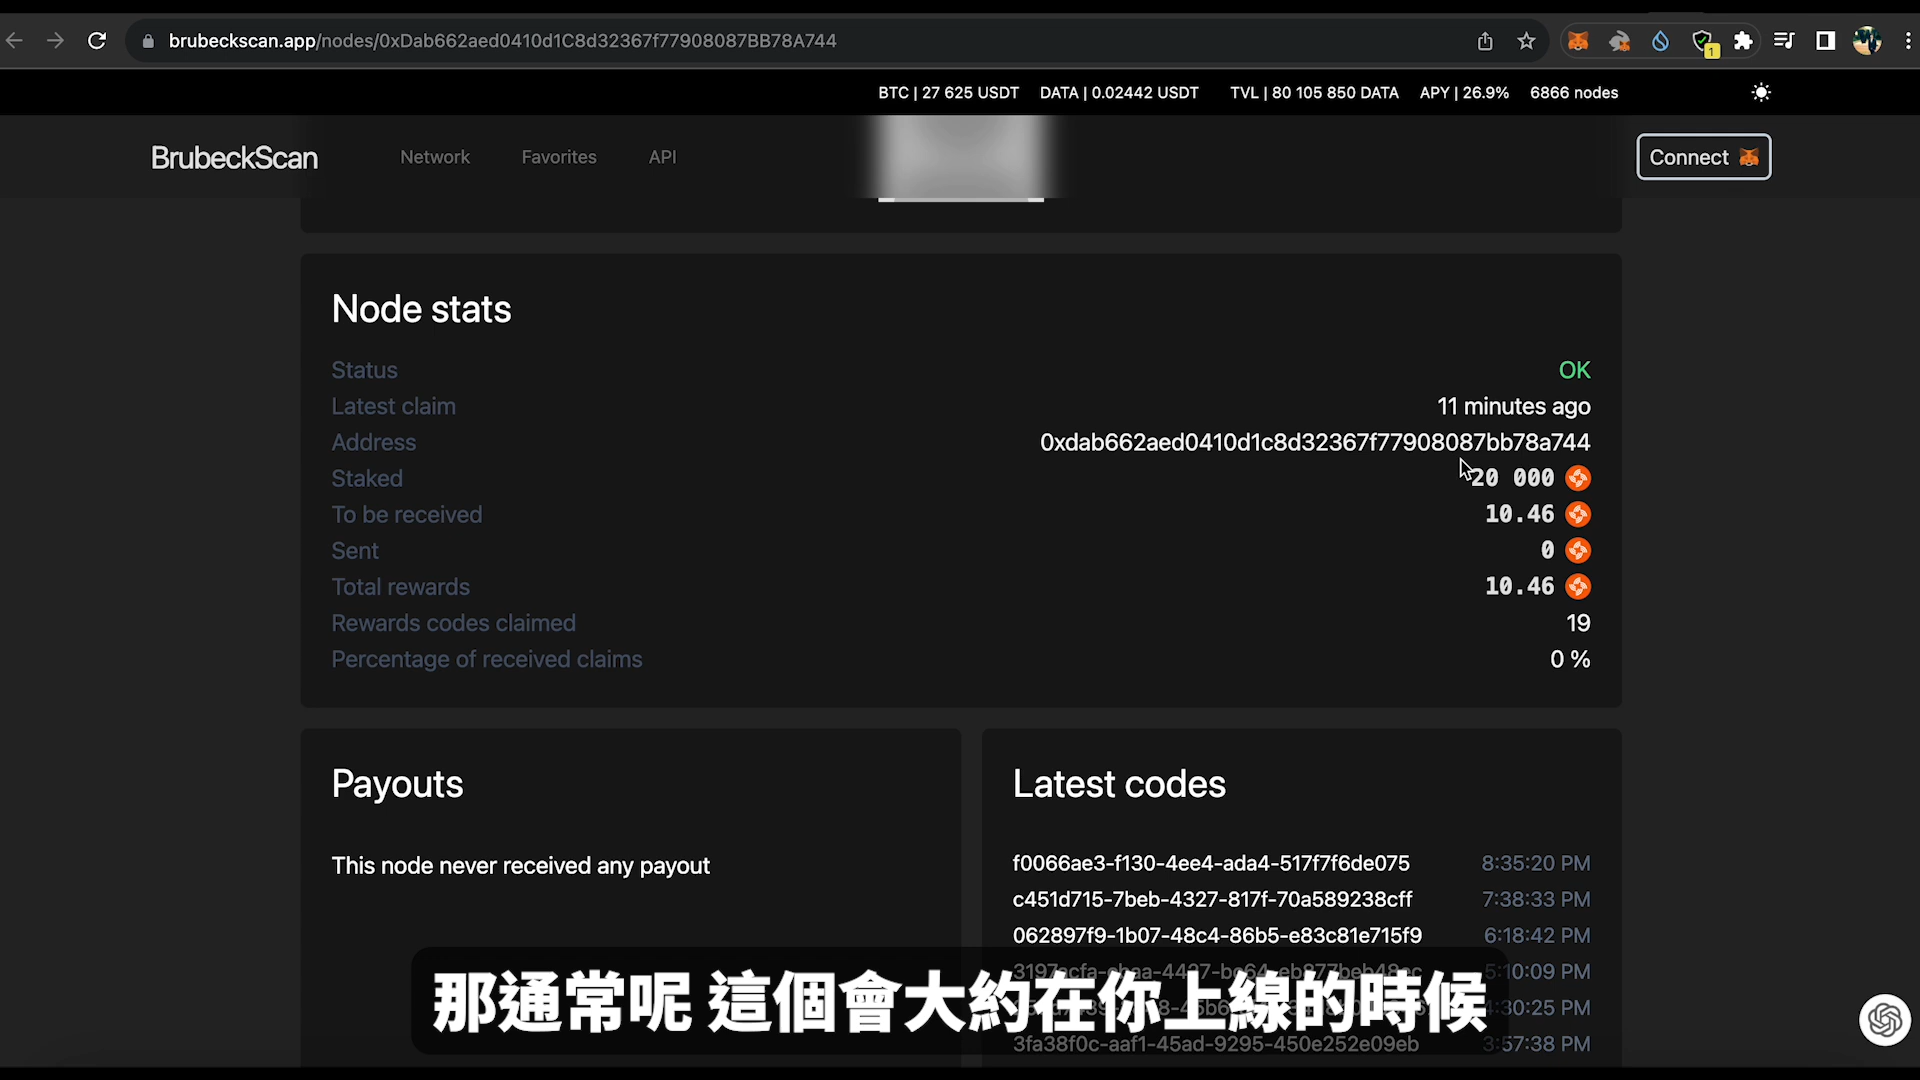 brubeckscan.app/nodes/0xDab662aed0410d1C8d32367f77908087BB78A744
1
BTC | 27 625 USDT DATA | 0.02442 USDT TVL | 80 105 850 DATA APY | 26.9% 6866 nodes
BrubeckScan Network Favorites API Connect
Node stats
Status OK
Latest claim 11 minutes ago
Address 0xdab662aed0410d1c8d32367f77908087bb78a744
Staked 20 000
To be received 10.46
Sent 0
Total rewards 10.46
Rewards codes claimed 19
Percentage of received claims 0 %
Payouts
This node never received any payout
Latest codes
f0066ae3-f130-4ee4-ada4-517f7f6de075 8:35:20 PM
c451d715-7beb-4327-817f-70a589238cff 7:38:33 PM
062897f9-1b07-48c4-86b5-e83c81e715f9 6:18:42 PM
5:10:09 PM
:30:25 PM
3fa38f0c-aaf1-45ad-9295-450e252e09eb 3:57:38 PM
那通常呢 這個會大約在你上線的時候